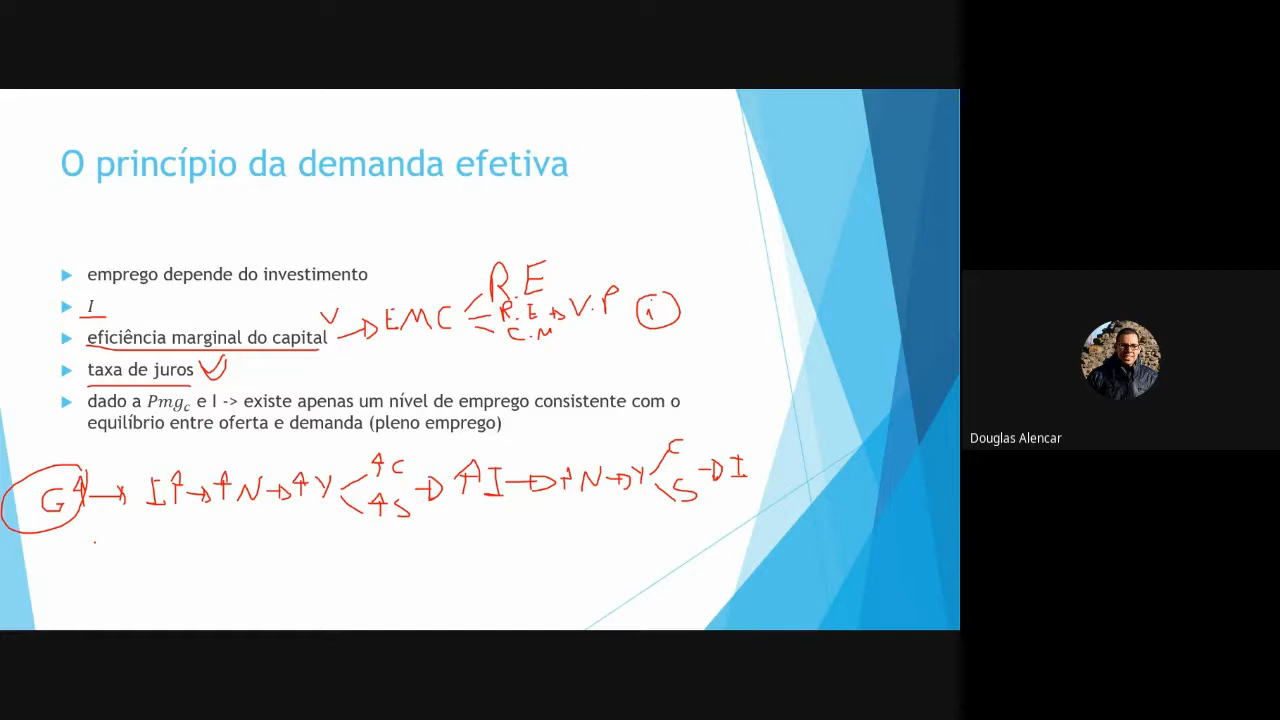 O princípio da demanda efetiva
emprego depende do investimento
I
eficiência marginal do capital
taxa de juros
dado a Pmg_c e I -> existe apenas um nível de emprego consistente com o
equilíbrio entre oferta e demanda (pleno emprego)
EMC
R.E
R.E → V.P
C.M
i
G↑ → I↑ → ↑N → ↑Y
↑C
↑S
→ ↑I → ↑N → Y
C
S
→ I
Douglas Alencar